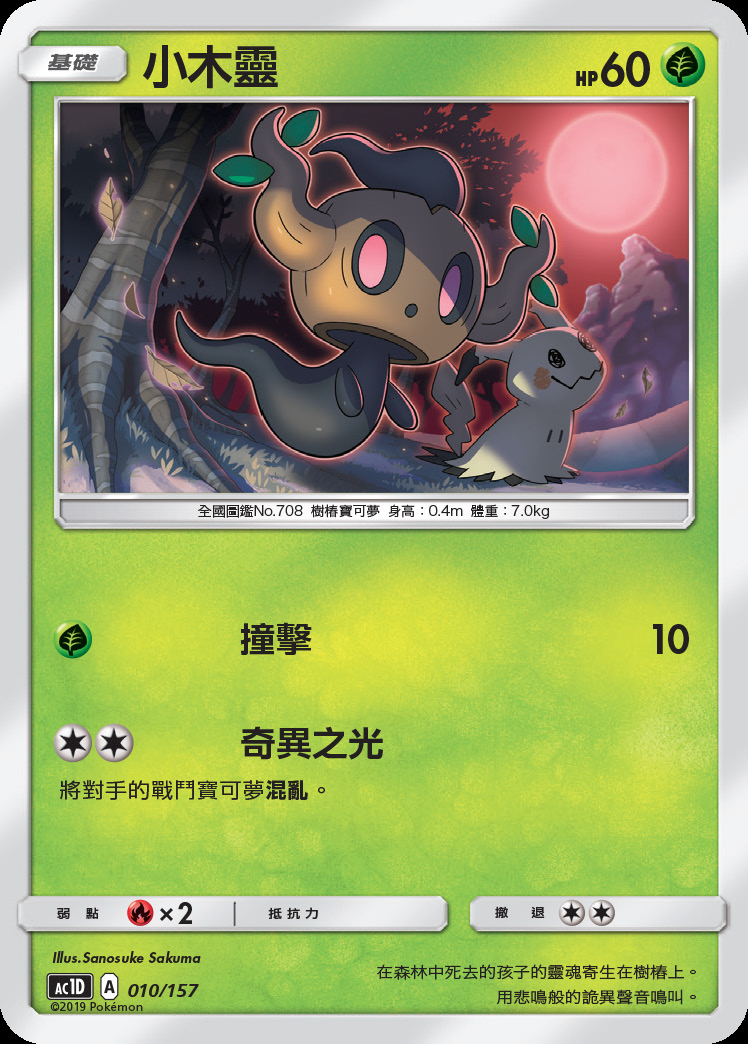 基礎 小木靈 HP60
全國圖鑑No.708 樹樁寶可夢 身高：0.4m 體重：7.0kg
撞擊 10
奇異之光
將對手的戰鬥寶可夢混亂。
弱點 ×2 抵抗力 撤退
Illus.Sanosuke Sakuma
AC1D A 010/157
©2019 Pokémon
在森林中死去的孩子的靈魂寄生在樹樁上。
用悲鳴般的詭異聲音鳴叫。